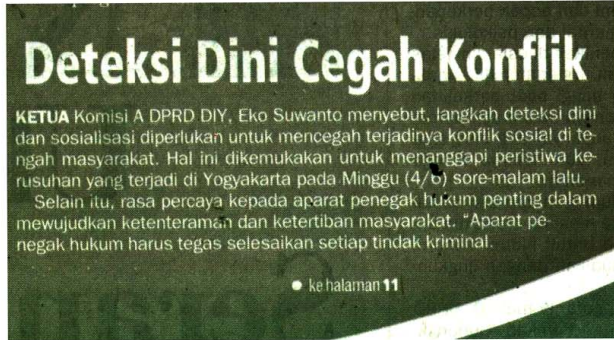 Deteksi Dini Cegah Konflik
KETUA Komisi A DPRD DIY, Eko Suwanto menyebut, langkah deteksi dini
dan sosialisasi diperlukan untuk mencegah terjadinya konflik sosial di te-
ngah masyarakat. Hal ini dikemukakan untuk menanggapi peristiwa ke-
rusuhan yang terjadi di Yogyakarta pada Minggu (4/6) sore-malam lalu.
Selain itu, rasa percaya kepada aparat penegak hukum penting dalam
mewujudkan ketenteraman dan ketertiban masyarakat. "Aparat pe-
negak hukum harus tegas selesaikan setiap tindak kriminal.
● ke halaman 11